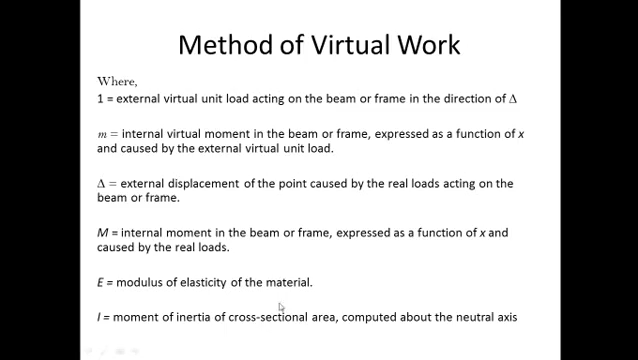 Method of Virtual Work
Where,
1 = external virtual unit load acting on the beam or frame in the direction of Δ
m = internal virtual moment in the beam or frame, expressed as a function of x
and caused by the external virtual unit load.
Δ = external displacement of the point caused by the real loads acting on the
beam or frame.
M = internal moment in the beam or frame, expressed as a function of x and
caused by the real loads.
E = modulus of elasticity of the material.
I = moment of inertia of cross-sectional area, computed about the neutral axis